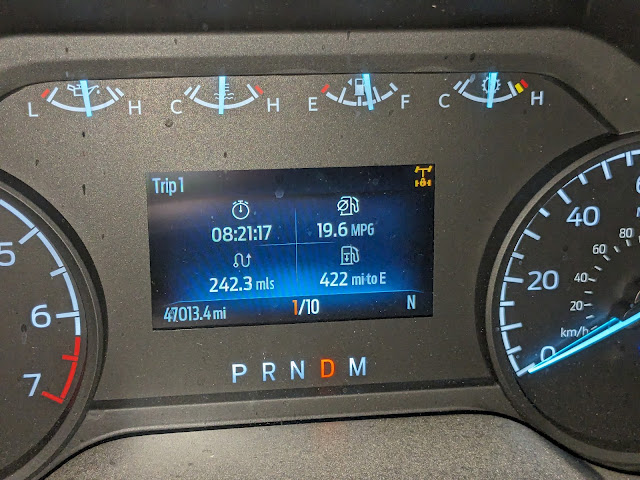 L H C H E F C H
Trip 1
08:21:17 19.6 MPG
242.3 mls 422 mi to E
47013.4 mi 1/10 N
P R N D M
5
6
7
40
20
0
80
60
40
20
km/h